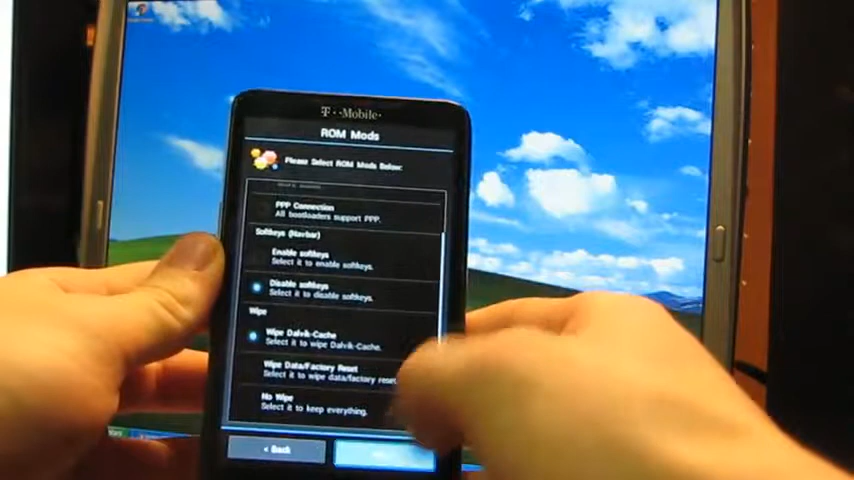 T··Mobile·
ROM Mods
Please Select ROM Mods Below:
PPP Connection
All bootloaders support PPP.
Softkeys (Navbar)
Enable softkeys
Select it to enable softkeys.
Disable softkeys
Select it to disable softkeys.
Wipe
Wipe Dalvik-Cache
Select it to wipe Dalvik-Cache.
Wipe Data/Factory Reset
Select it to wipe data/factory reset
No Wipe
Select it to keep everything.
< Back